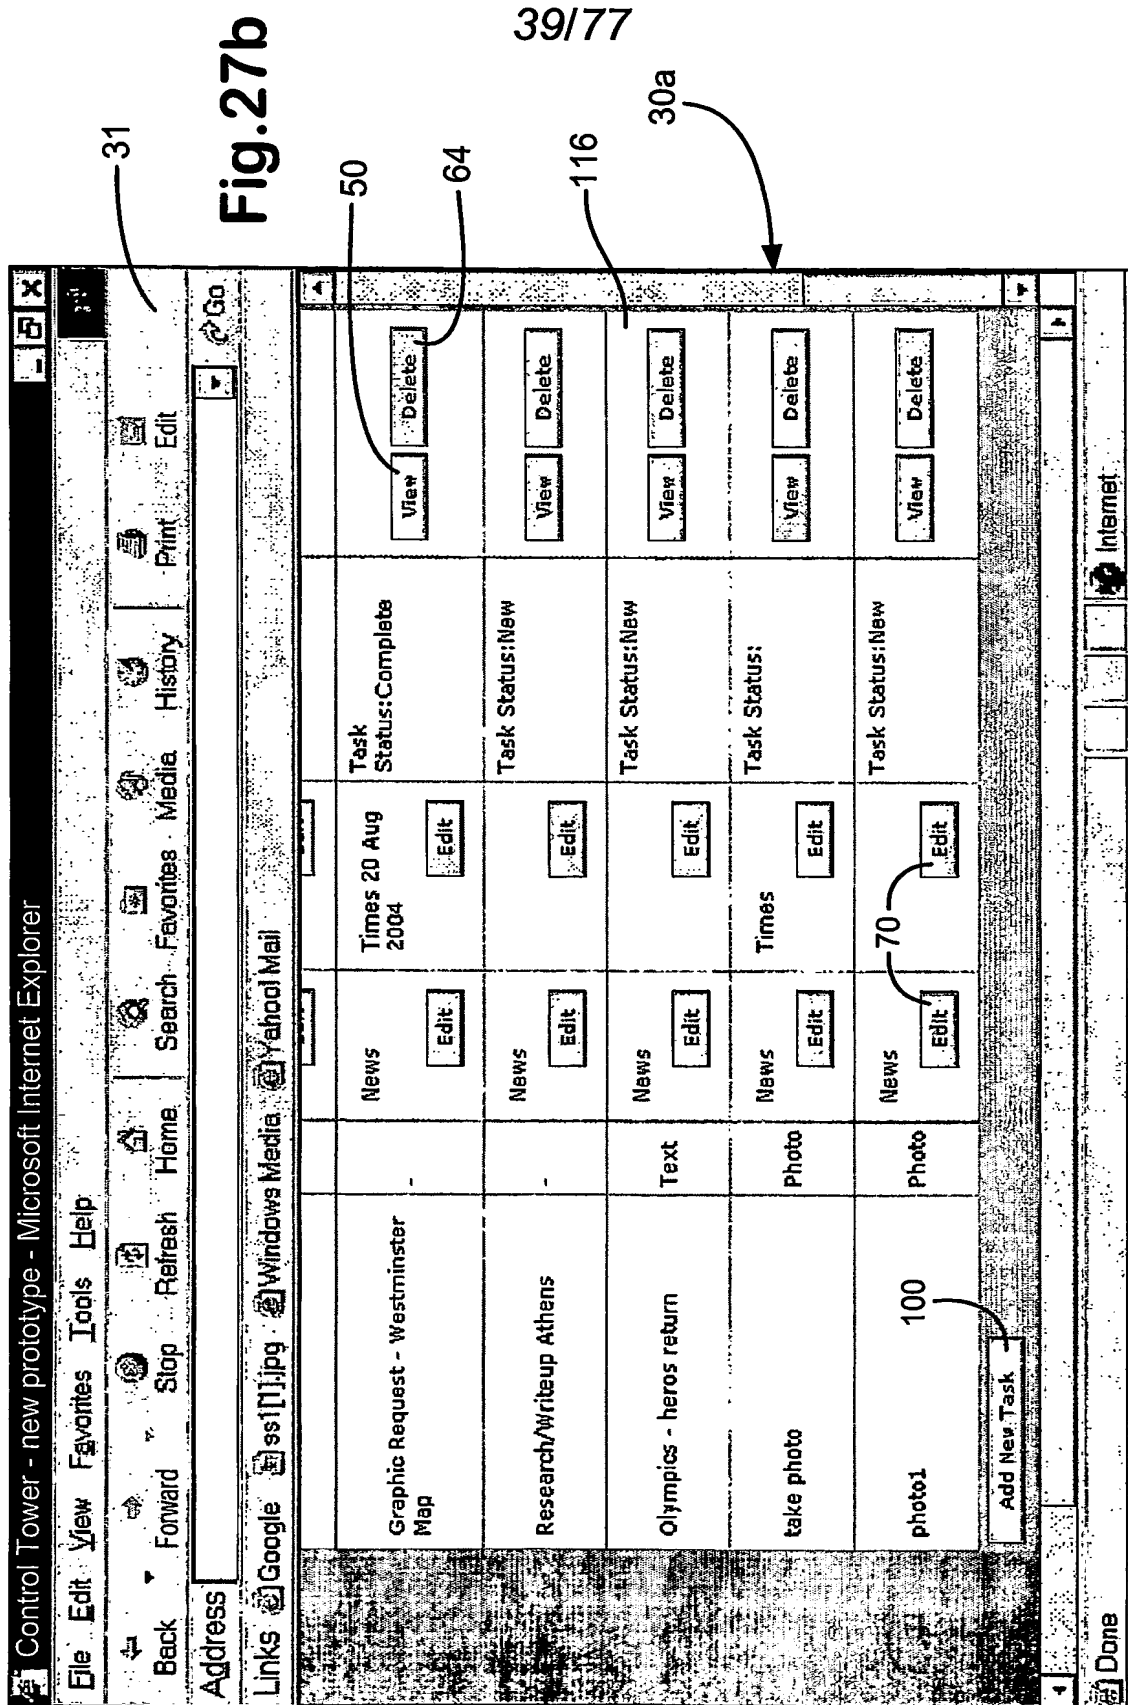 39/77
Fig.27b
Control Tower - new prototype - Microsoft Internet Explorer
File Edit View Favorites Tools Help
Back Forward Stop Refresh Home Search Favorites Media History Print Edit
31
Address Go
Links Google ss1[1].jpg Windows Media Yahoo! Mail
Graphic Request - Westminster Map - News Edit Times 20 Aug 2004 Edit Task Status:Complete View Delete
50
64
Research/Writeup Athens - News Edit Edit Task Status:New View Delete
Olympics - heros return Text News Edit Edit Task Status:New View Delete
116
take photo Photo News Edit Times Edit Task Status: View Delete
30a
photo1 Photo News Edit Edit Task Status:New View Delete
70
100
Add New Task
Done Internet